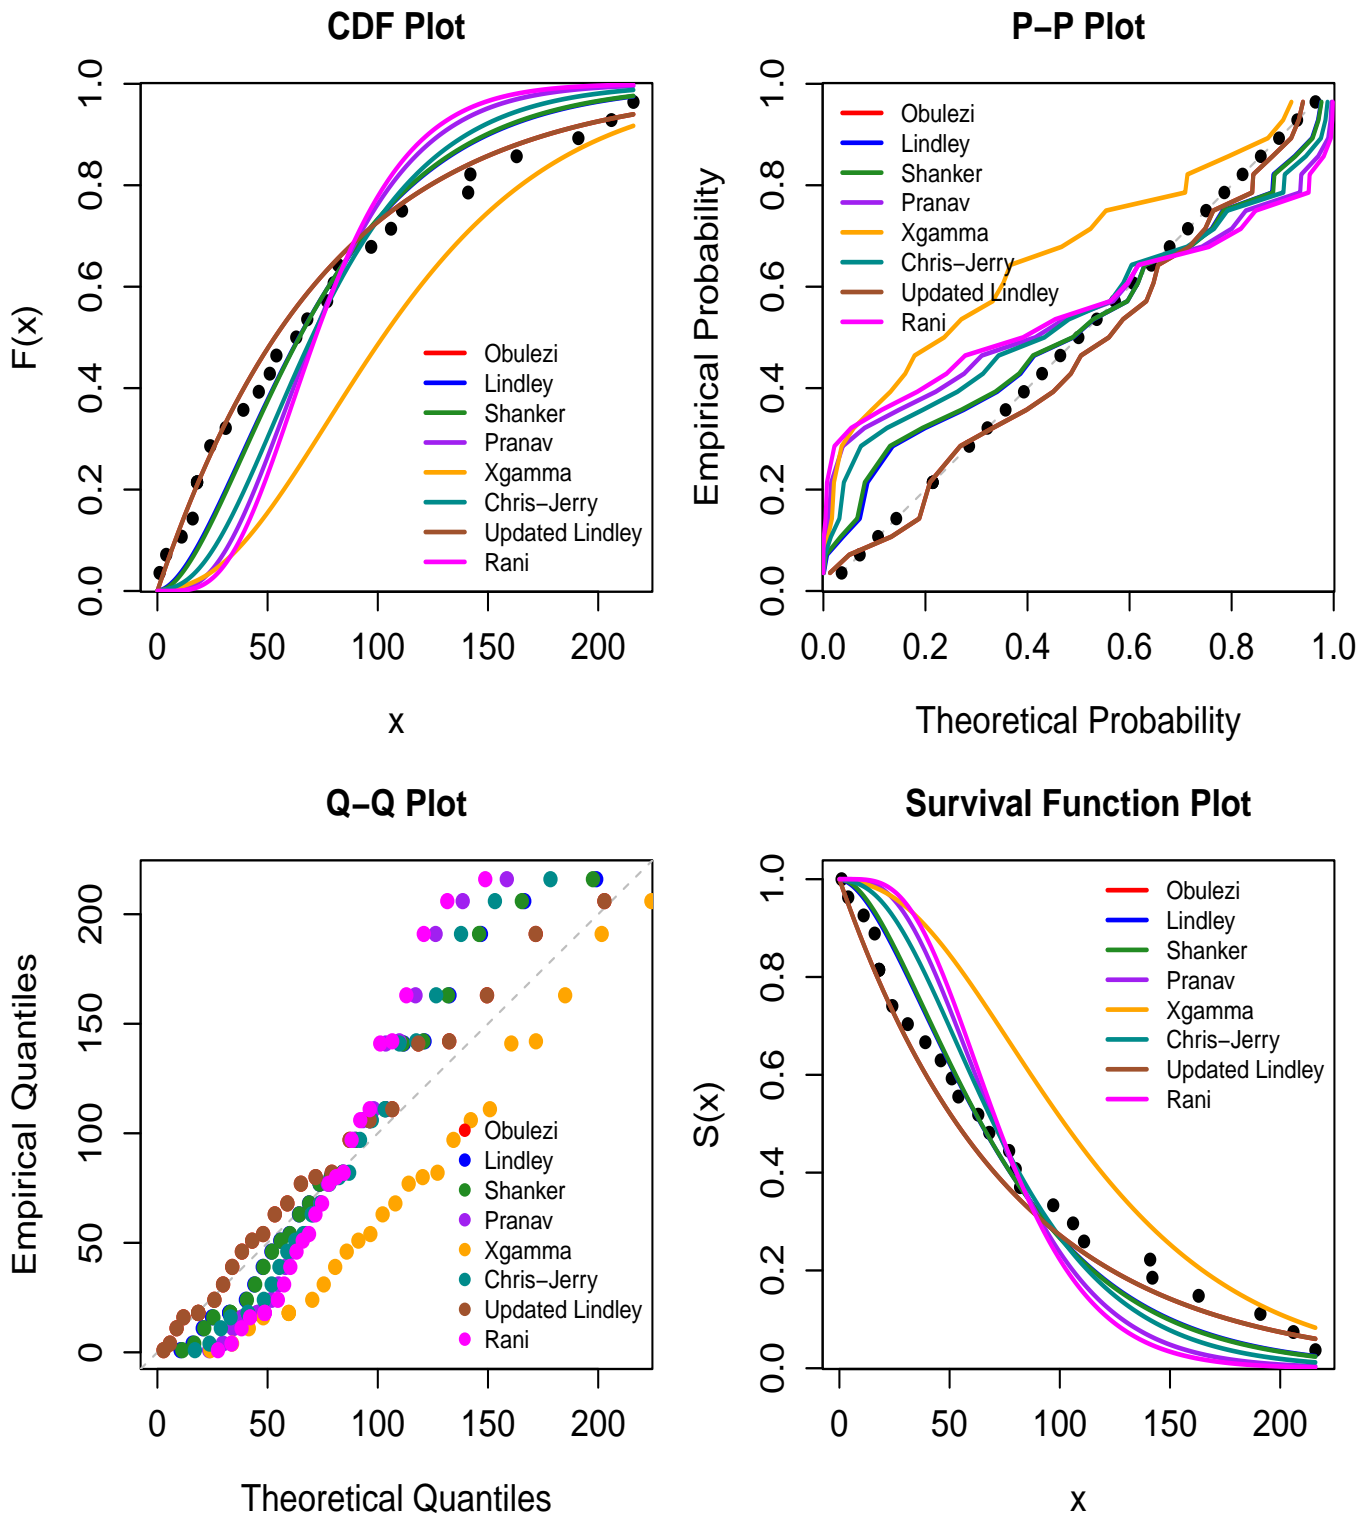 CDF Plot
F(x)
1.0
0.8
0.6
0.4
0.2
0.0
Obulezi
Lindley
Shanker
Pranav
Xgamma
Chris−Jerry
Updated Lindley
Rani
0 50 100 150 200
x
P−P Plot
Empirical Probability
1.0
0.8
0.6
0.4
0.2
0.0
Obulezi
Lindley
Shanker
Pranav
Xgamma
Chris−Jerry
Updated Lindley
Rani
0.0 0.2 0.4 0.6 0.8 1.0
Theoretical Probability
Q−Q Plot
Empirical Quantiles
200
150
100
50
0
Obulezi
Lindley
Shanker
Pranav
Xgamma
Chris−Jerry
Updated Lindley
Rani
0 50 100 150 200
Theoretical Quantiles
Survival Function Plot
S(x)
1.0
0.8
0.6
0.4
0.2
0.0
Obulezi
Lindley
Shanker
Pranav
Xgamma
Chris−Jerry
Updated Lindley
Rani
0 50 100 150 200
x